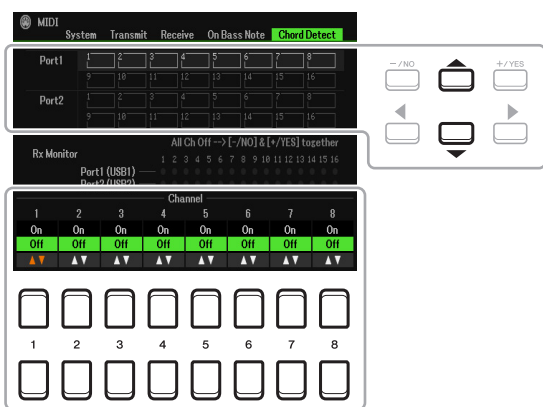 MIDI
System Transmit Receive On Bass Note Chord Detect
Port1 1 2 3 4 5 6 7 8
9 10 11 12 13 14 15 16
Port2 1 2 3 4 5 6 7 8
9 10 11 12 13 14 15 16
-/NO +/YES
All Ch Off --> [-/NO] & [+/YES] together
Rx Monitor 1 2 3 4 5 6 7 8 9 10 11 12 13 14 15 16
Port1 (USB1)
Port2 (USB2)
Channel
1 2 3 4 5 6 7 8
On On On On On On On On
Off Off Off Off Off Off Off Off
1 2 3 4 5 6 7 8